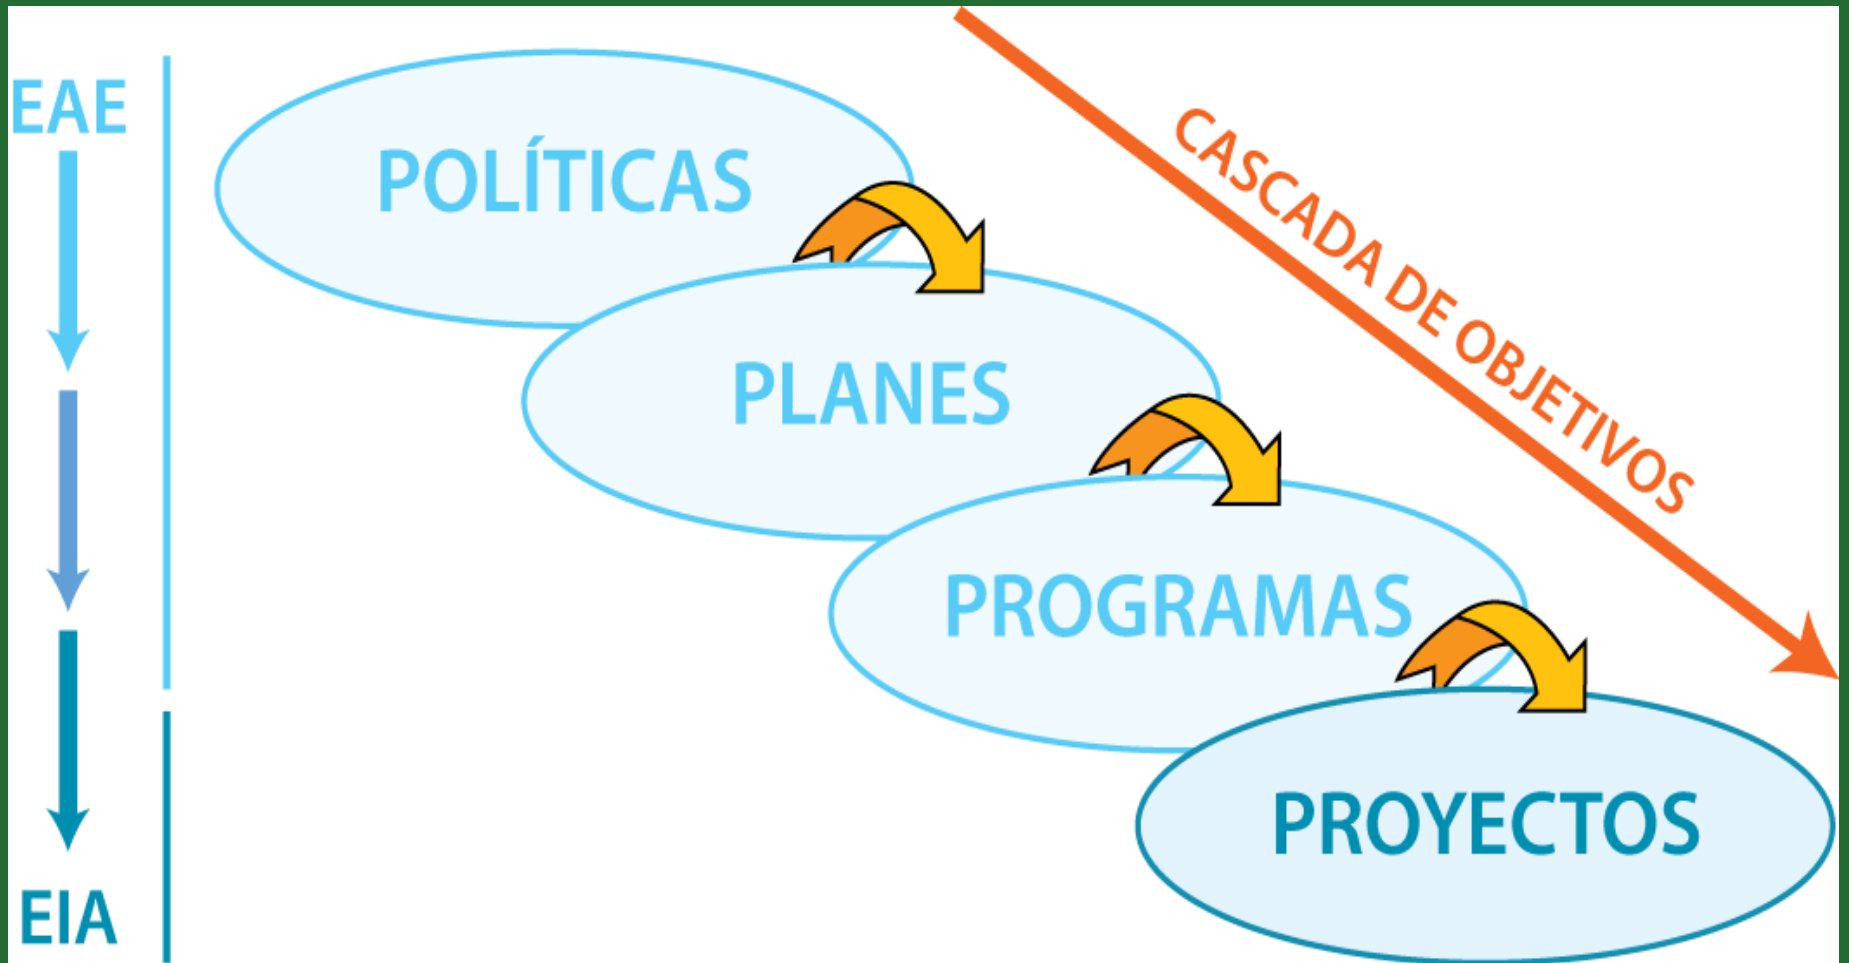 EAE
POLÍTICAS
CASCADA DE OBJETIVOS
PLANES
PROGRAMAS
PROYECTOS
EIA